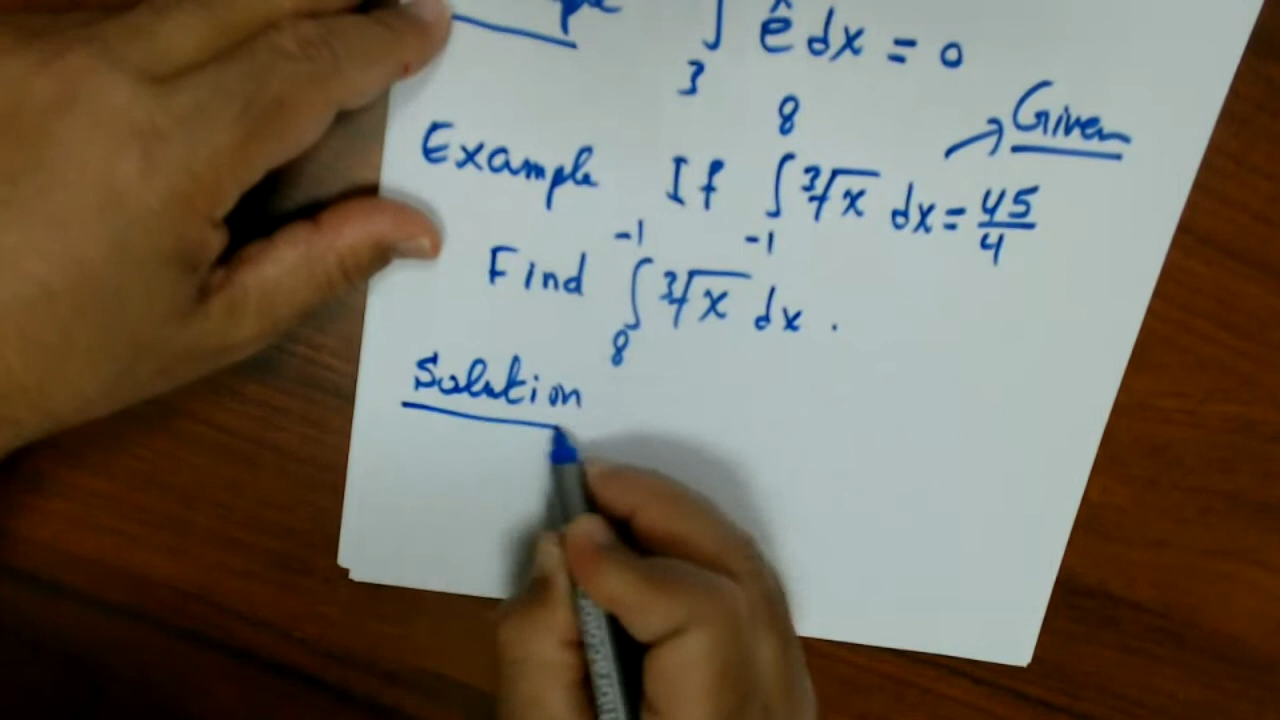 ∫ e dx = 0
3
8
Given
Example If ∫ ∛x dx = 45/4
-1 -1
Find ∫ ∛x dx .
8
Solution